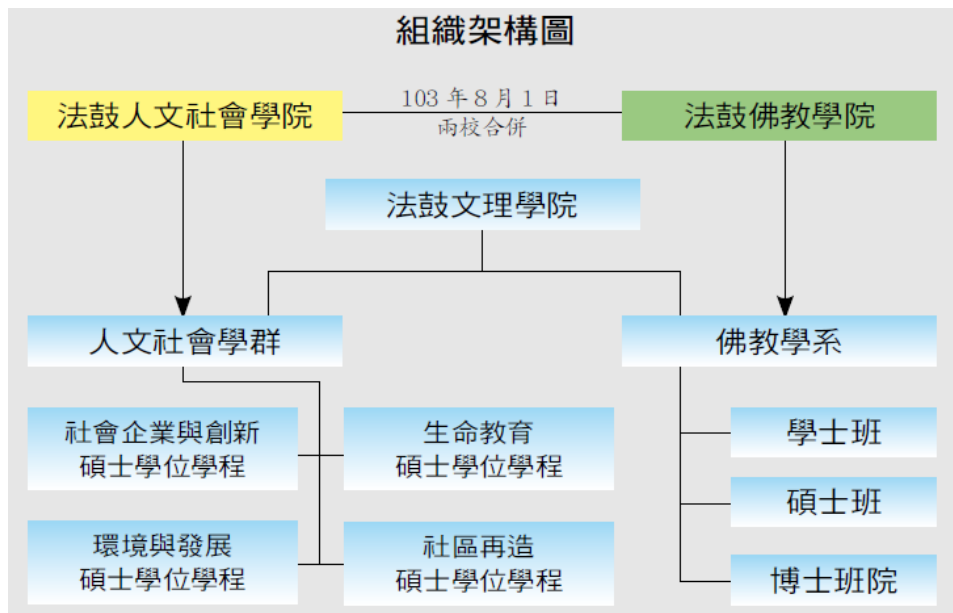 組織架構圖
法鼓人文社會學院
103 年 8 月 1 日
兩校合併
法鼓佛教學院
法鼓文理學院
人文社會學群
佛教學系
社會企業與創新
碩士學位學程
生命教育
碩士學位學程
環境與發展
碩士學位學程
社區再造
碩士學位學程
學士班
碩士班
博士班院